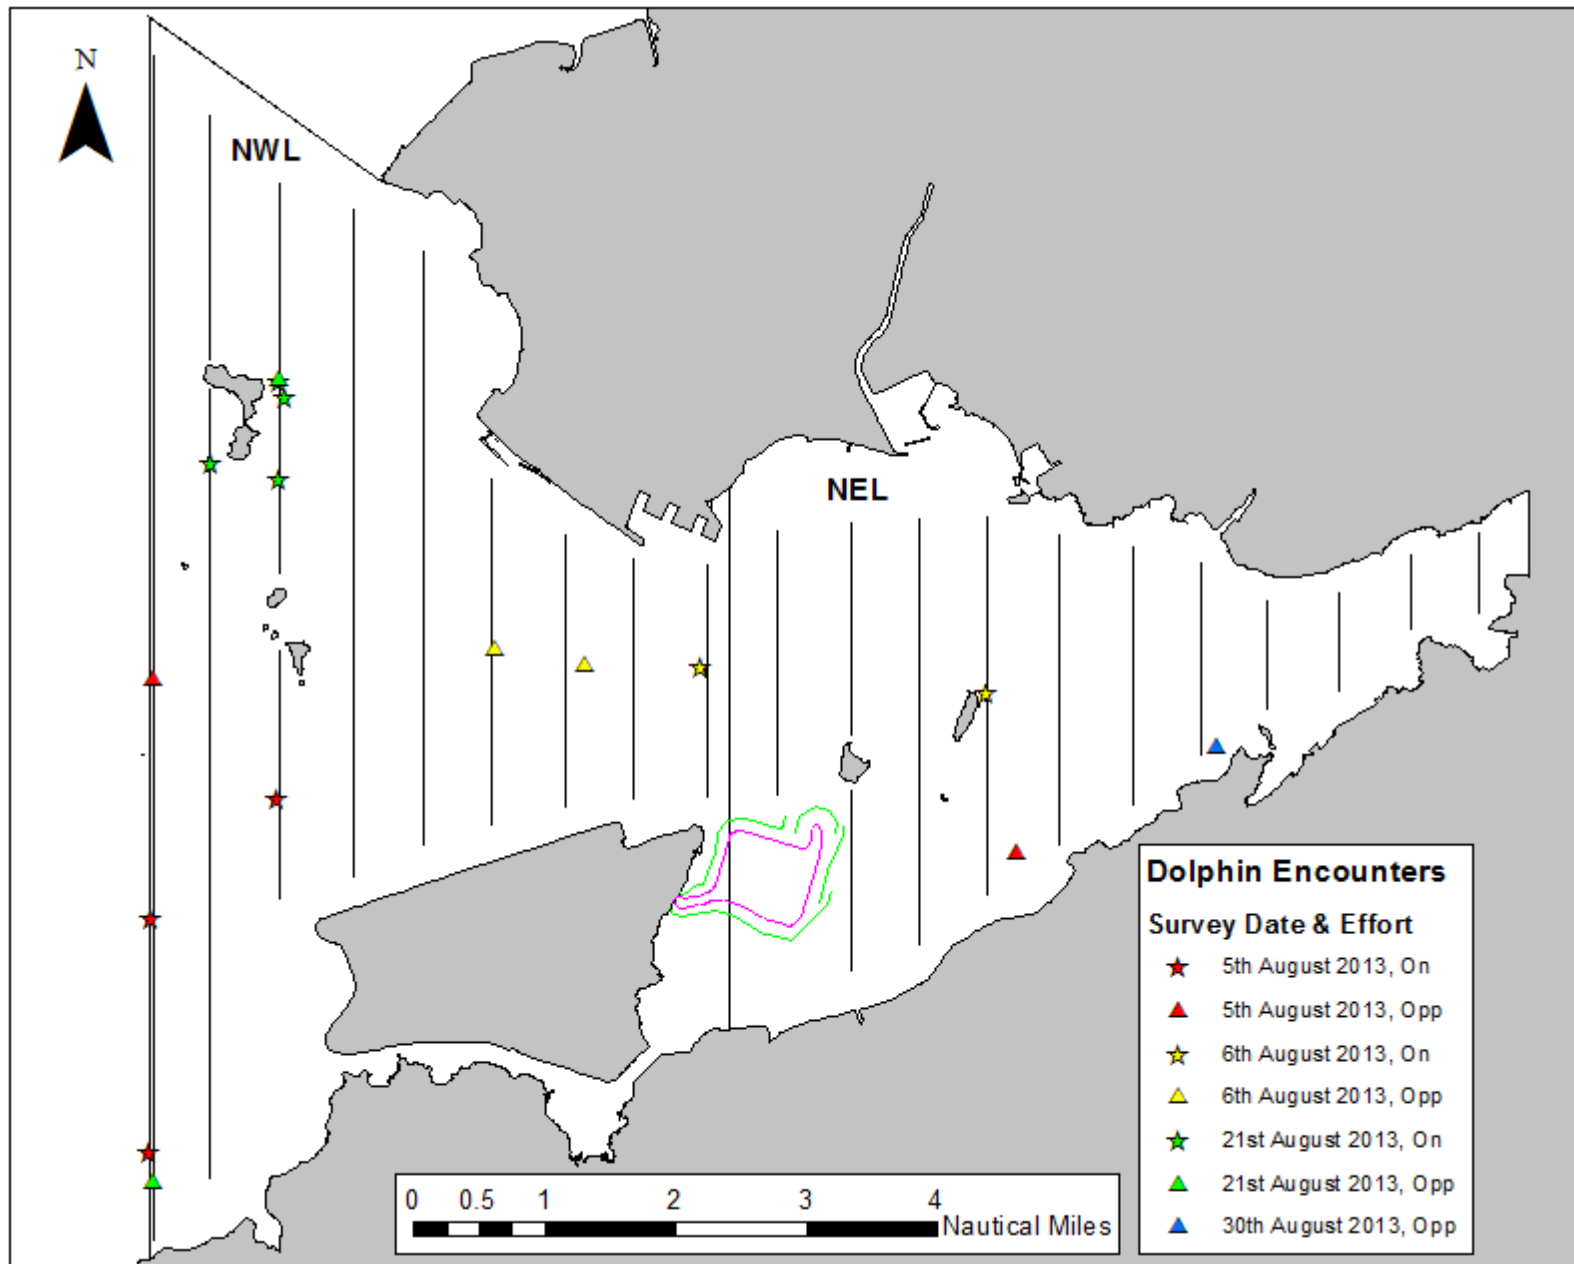 N
NWL
NEL
Dolphin Encounters
Survey Date & Effort
5th August 2013, On
5th August 2013, Opp
6th August 2013, On
6th August 2013, Opp
21st August 2013, On
21st August 2013, Opp
30th August 2013, Opp
0 0.5 1 2 3 4
Nautical Miles